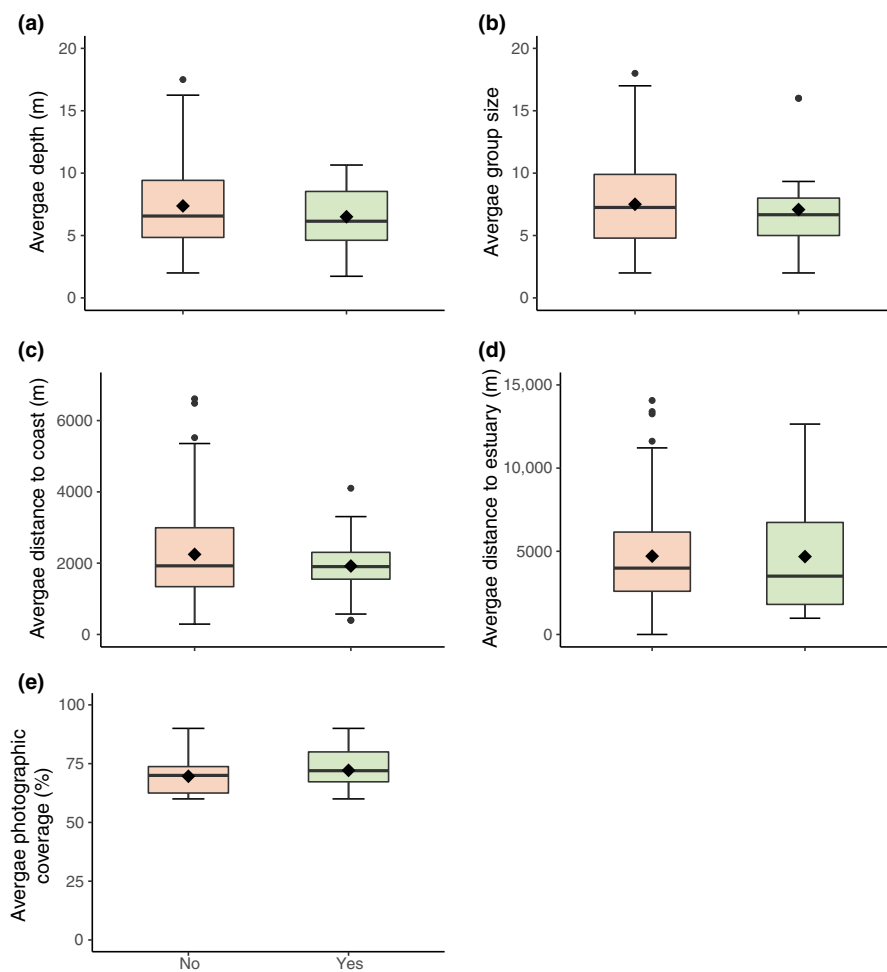 (a)
Avergae depth (m)
20
15
10
5
0
(b)
Avergae group size
20
15
10
5
0
(c)
Avergae distance to coast (m)
6000
4000
2000
0
(d)
Avergae distance to estuary (m)
15,000
10,000
5000
0
(e)
Avergae photographic
coverage (%)
100
75
50
25
0
No Yes